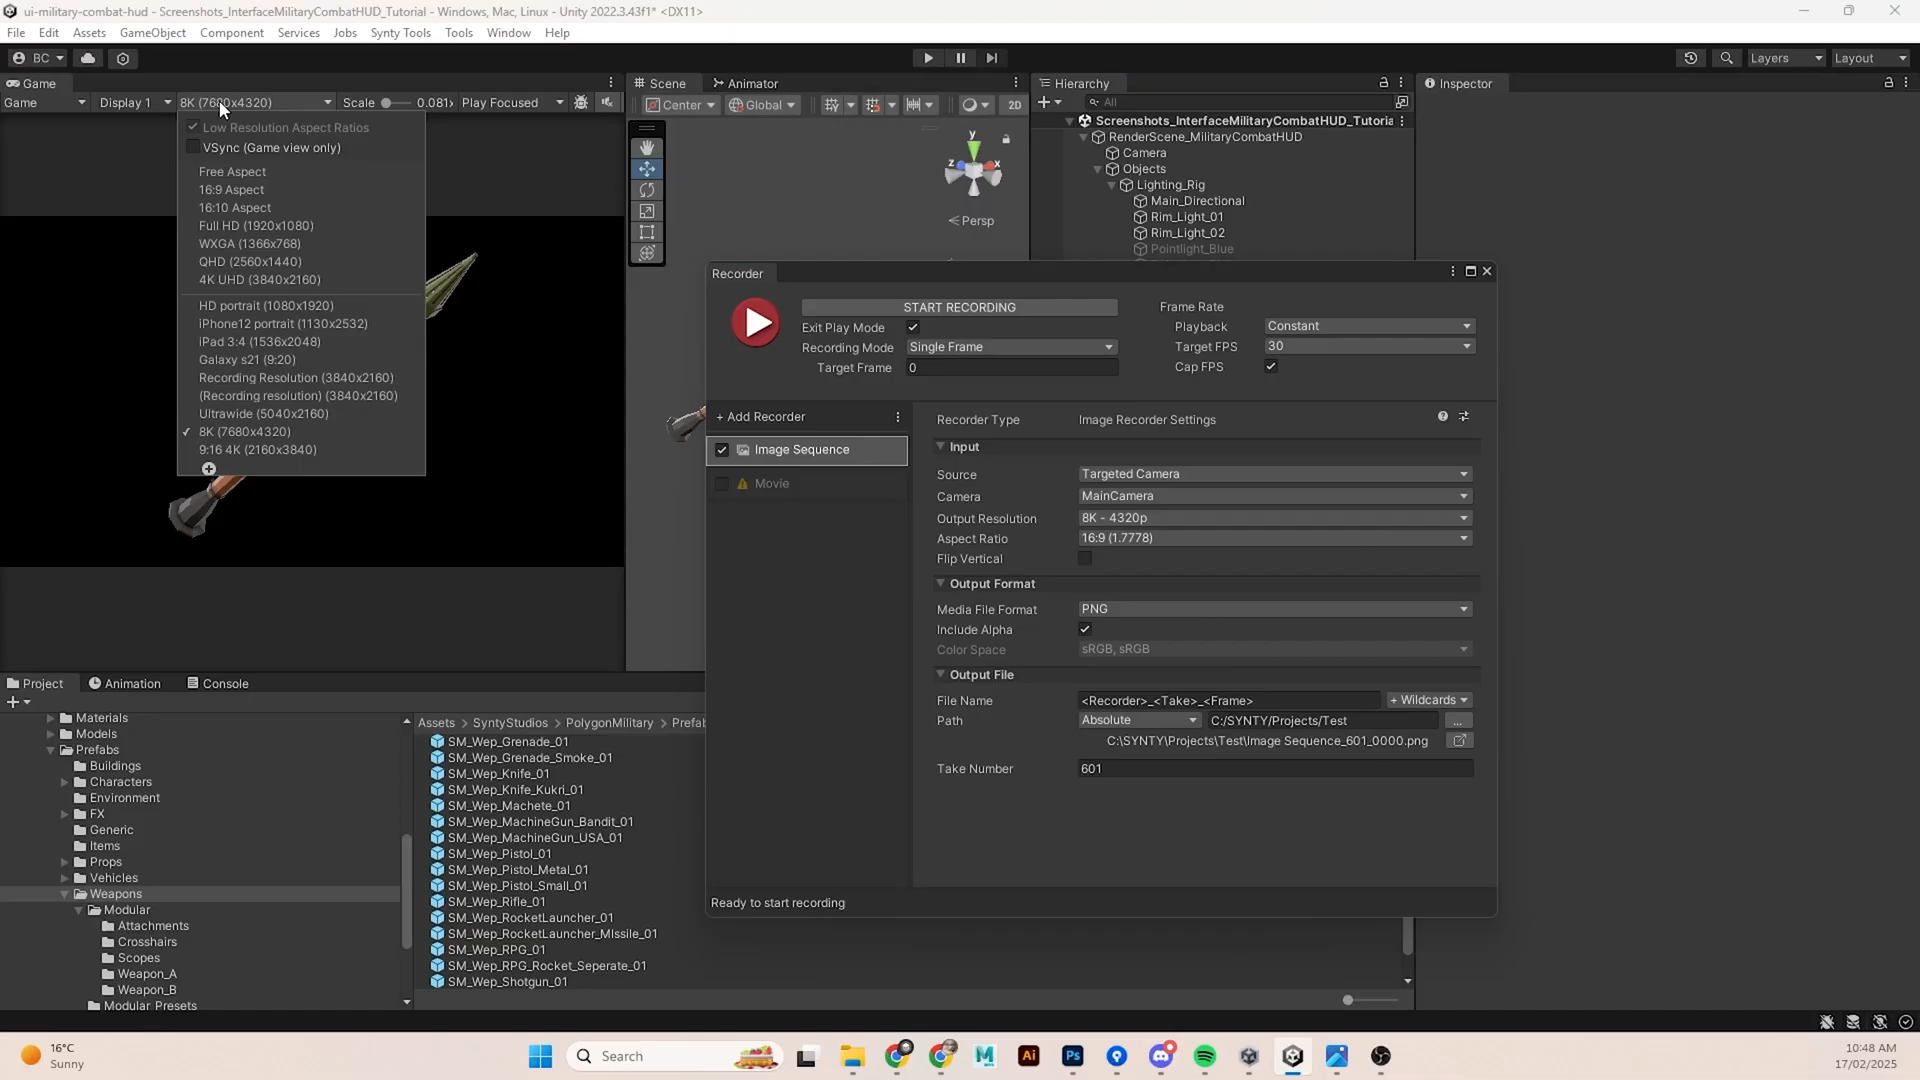 ui-military-combat-hud - Screenshots_InterfaceMilitaryCombatHUD_Tutorial - Windows, Mac, Linux - Unity 2022.3.43f1* <DX11>
File Edit Assets GameObject Component Services Jobs Synty Tools Tools Window Help
BC Layers Layout
Game Scene Animator Hierarchy Inspector
Game Display 1 8K (7680x4320) Scale 0.081x Play Focused Center Global 2D All
Low Resolution Aspect Ratios
VSync (Game view only)
Free Aspect
16:9 Aspect
16:10 Aspect
Full HD (1920x1080)
WXGA (1366x768)
QHD (2560x1440)
4K UHD (3840x2160)
HD portrait (1080x1920)
iPhone12 portrait (1130x2532)
iPad 3:4 (1536x2048)
Galaxy s21 (9:20)
Recording Resolution (3840x2160)
(Recording resolution) (3840x2160)
Ultrawide (5040x2160)
8K (7680x4320)
9:16 4K (2160x3840)
y
z x
Persp
Screenshots_InterfaceMilitaryCombatHUD_Tutoria
RenderScene_MilitaryCombatHUD
Camera
Objects
Lighting_Rig
Main_Directional
Rim_Light_01
Rim_Light_02
Pointlight_Blue
Recorder
START RECORDING
Exit Play Mode
Recording Mode Single Frame
Target Frame 0
Frame Rate
Playback Constant
Target FPS 30
Cap FPS
+ Add Recorder
Image Sequence
Movie
Recorder Type Image Recorder Settings
Input
Source Targeted Camera
Camera MainCamera
Output Resolution 8K - 4320p
Aspect Ratio 16:9 (1.7778)
Flip Vertical
Output Format
Media File Format PNG
Include Alpha
Color Space sRGB, sRGB
Output File
File Name <Recorder>_<Take>_<Frame> + Wildcards
Path Absolute C:/SYNTY/Projects/Test ...
C:\SYNTY\Projects\Test\Image Sequence_601_0000.png
Take Number 601
Ready to start recording
Project Animation Console
Materials
Models
Prefabs
Buildings
Characters
Environment
FX
Generic
Items
Props
Vehicles
Weapons
Modular
Attachments
Crosshairs
Scopes
Weapon_A
Weapon_B
Modular Presets
Assets > SyntyStudios > PolygonMilitary > Prefab
SM_Wep_Grenade_01
SM_Wep_Grenade_Smoke_01
SM_Wep_Knife_01
SM_Wep_Knife_Kukri_01
SM_Wep_Machete_01
SM_Wep_MachineGun_Bandit_01
SM_Wep_MachineGun_USA_01
SM_Wep_Pistol_01
SM_Wep_Pistol_Metal_01
SM_Wep_Pistol_Small_01
SM_Wep_Rifle_01
SM_Wep_RocketLauncher_01
SM_Wep_RocketLauncher_MIssile_01
SM_Wep_RPG_01
SM_Wep_RPG_Rocket_Seperate_01
SM_Wep_Shotgun_01
16°C
Sunny
Search
Ai
Ps
10:48 AM
17/02/2025